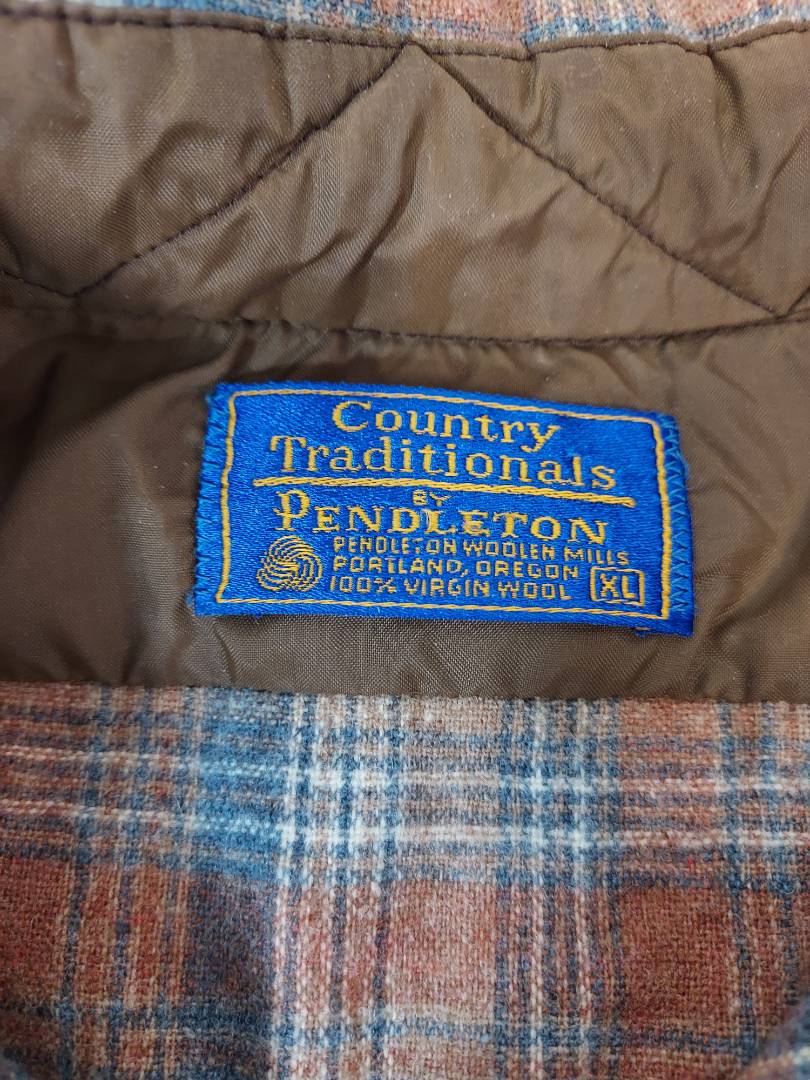 Country
Traditionals
BY
PENDLETON
PENDLETON WOOLEN MILLS
PORTLAND, OREGON
100% VIRGIN WOOL XL